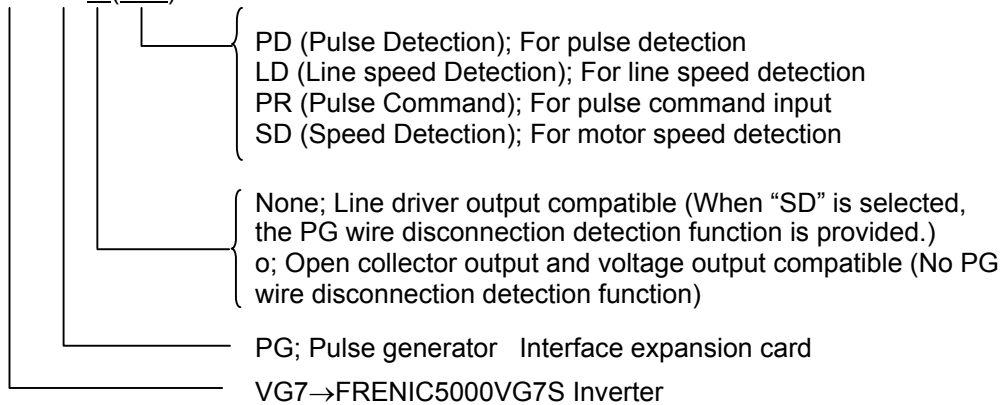 PD (Pulse Detection); For pulse detection
LD (Line speed Detection); For line speed detection
PR (Pulse Command); For pulse command input
SD (Speed Detection); For motor speed detection
None; Line driver output compatible (When “SD” is selected,
the PG wire disconnection detection function is provided.)
o; Open collector output and voltage output compatible (No PG
wire disconnection detection function)
PG; Pulse generator Interface expansion card
VG7→FRENIC5000VG7S Inverter